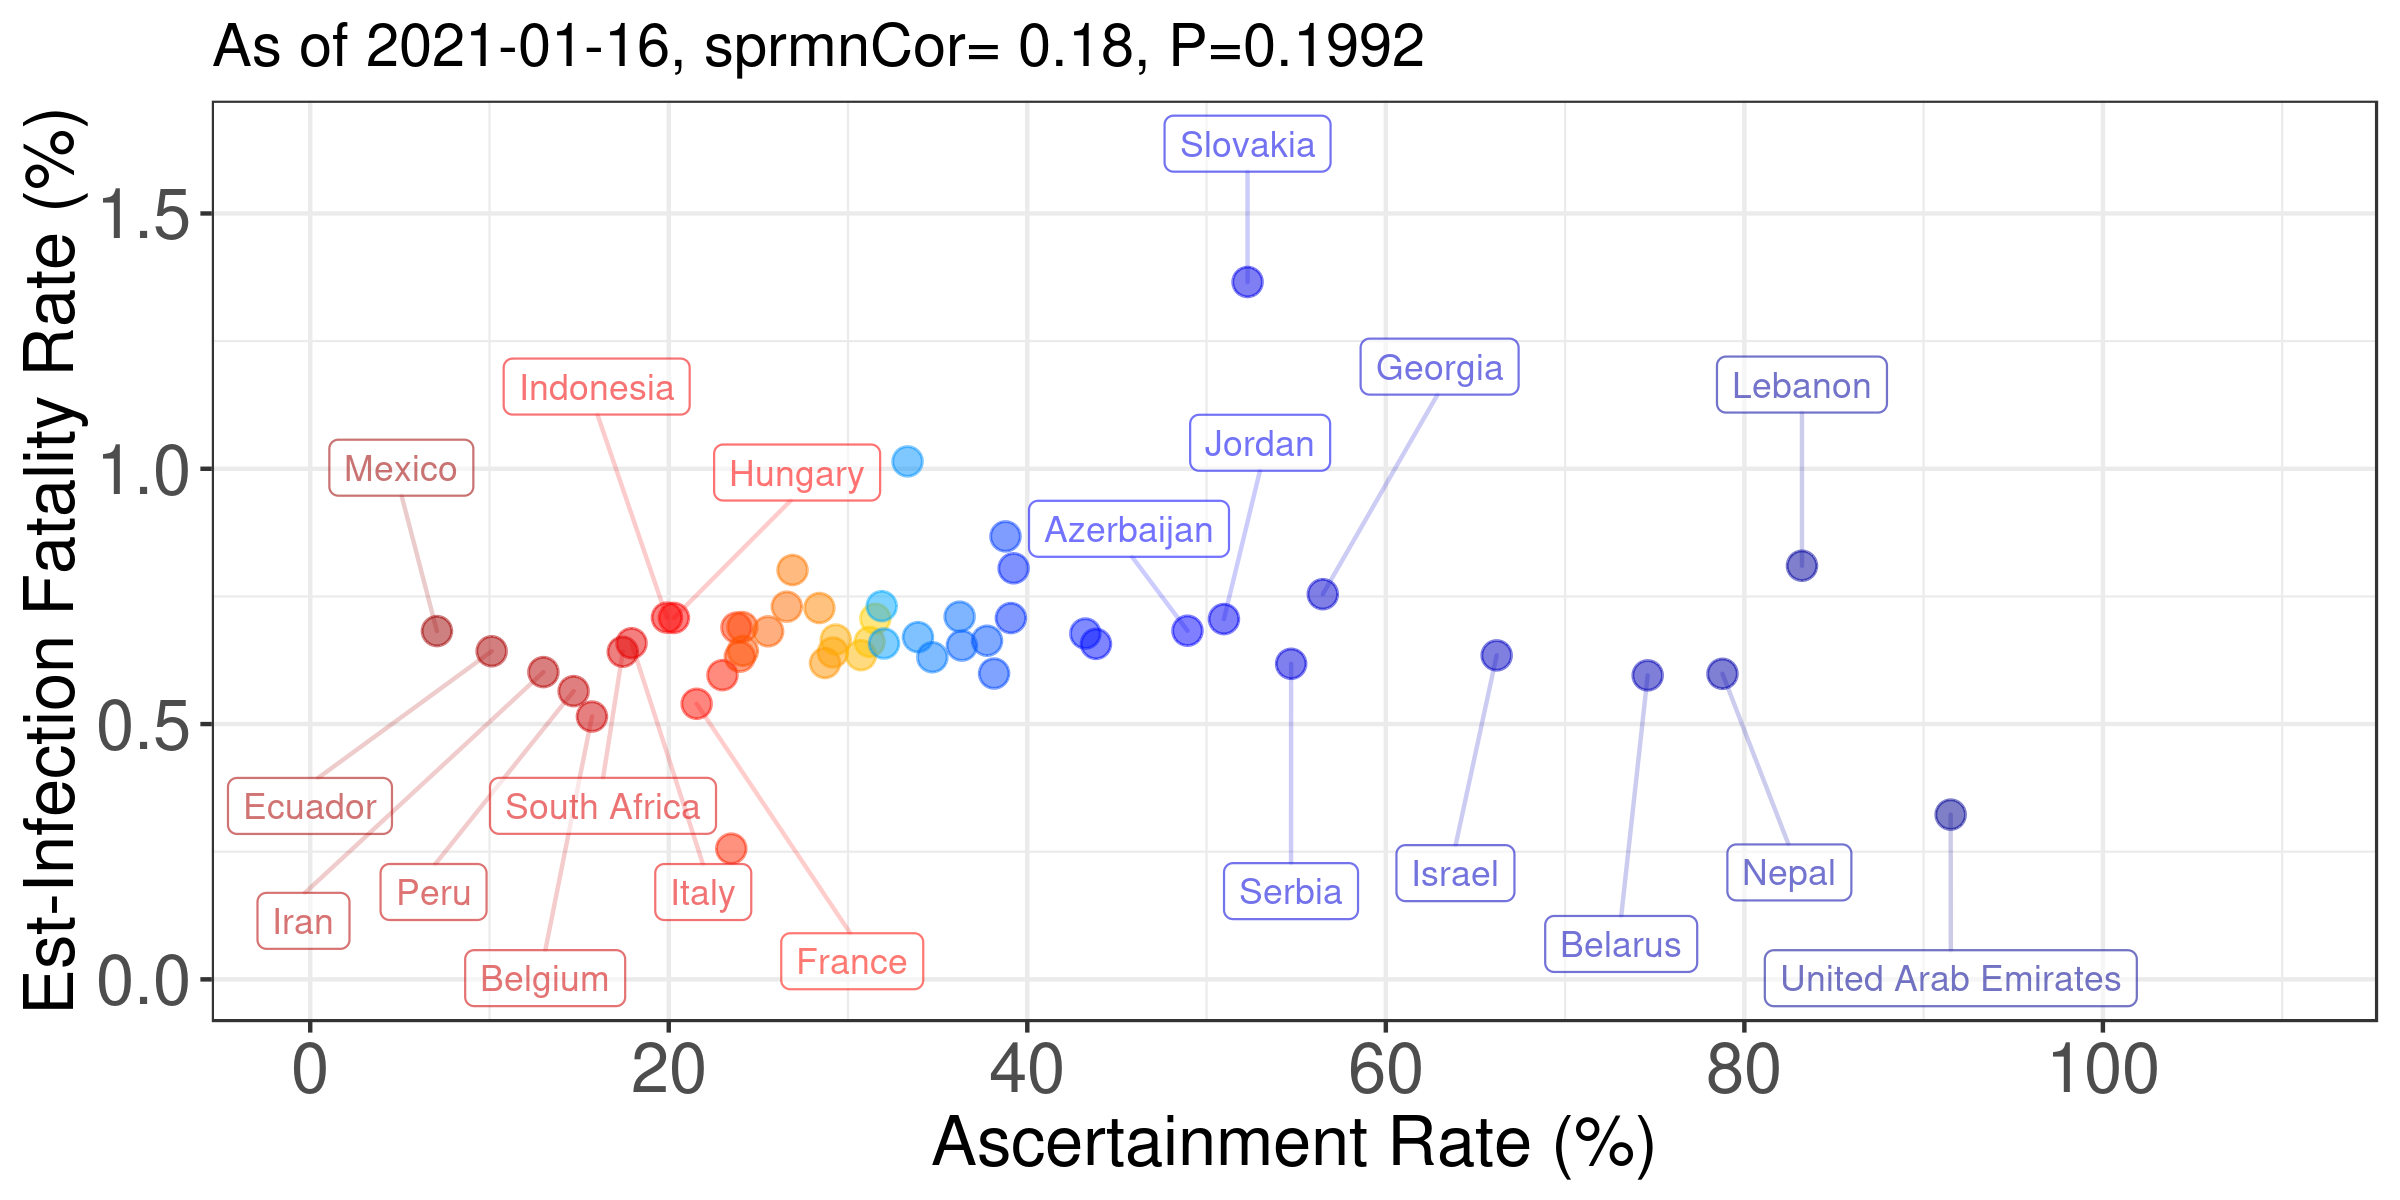 As of 2021-01-16, sprmnCor= 0.18, P=0.1992
Est-Infection Fatality Rate (%)
1.5
1.0
0.5
0.0
Slovakia
Georgia
Lebanon
Indonesia
Jordan
Mexico
Hungary
Azerbaijan
Ecuador
South Africa
Iran
Peru
Italy
Serbia
Israel
Nepal
Belgium
France
Belarus
United Arab Emirates
0
20
40
60
80
100
Ascertainment Rate (%)